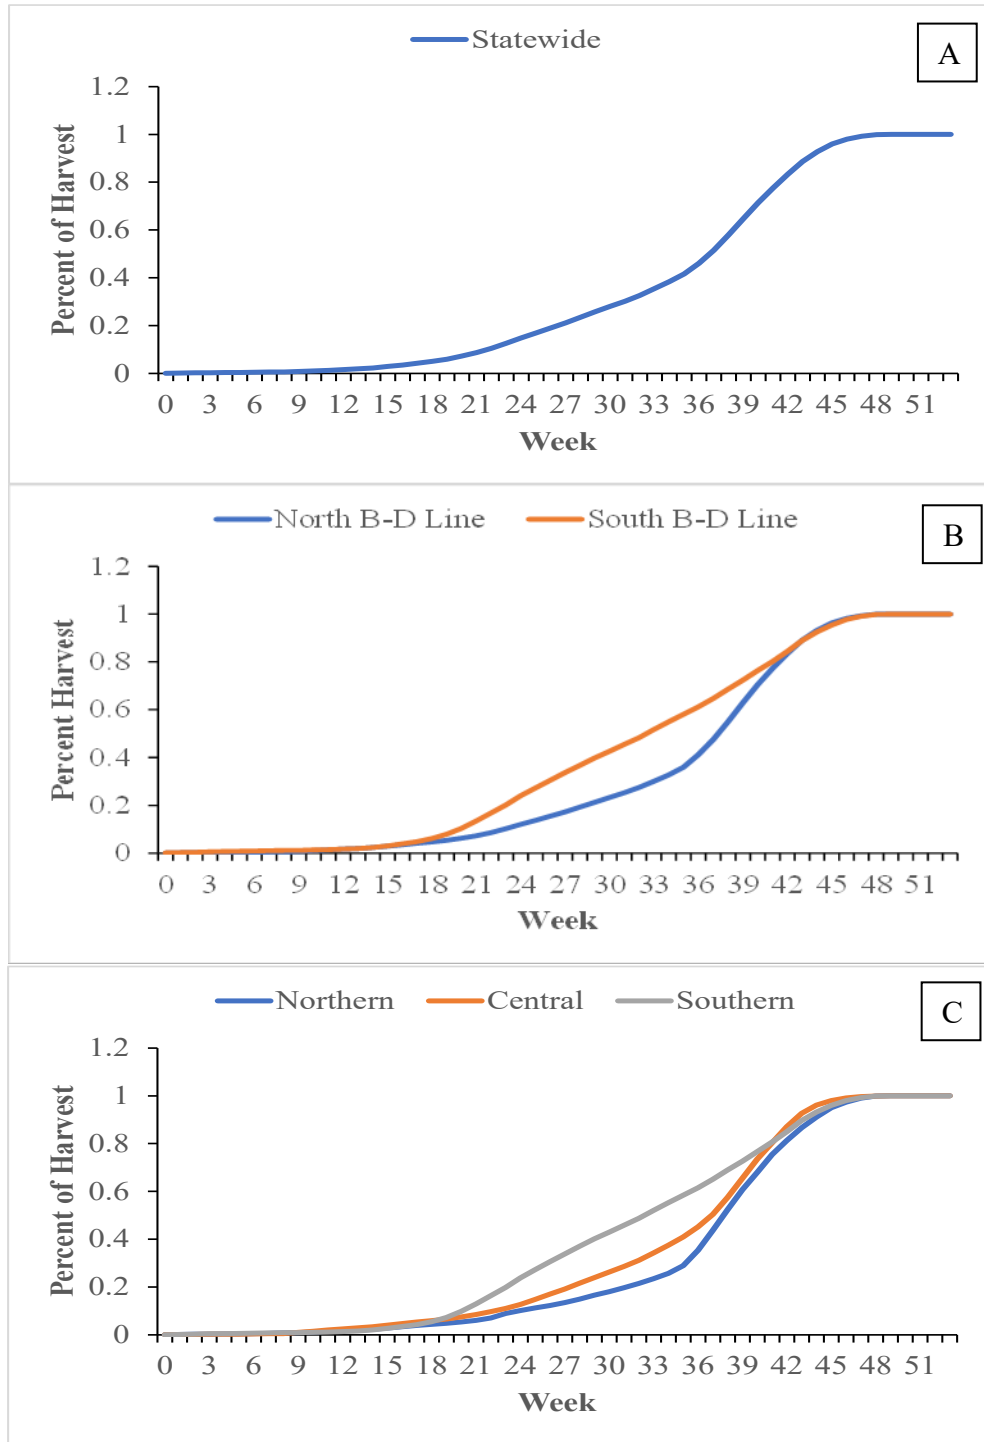 Statewide
A
Percent of Harvest
1.2
1
0.8
0.6
0.4
0.2
0
0 3 6 9 12 15 18 21 24 27 30 33 36 39 42 45 48 51
Week
North B-D Line South B-D Line
B
Percent Harvest
1.2
1
0.8
0.6
0.4
0.2
0
0 3 6 9 12 15 18 21 24 27 30 33 36 39 42 45 48 51
Week
Northern Central Southern
C
Percent of Harvest
1.2
1
0.8
0.6
0.4
0.2
0
0 3 6 9 12 15 18 21 24 27 30 33 36 39 42 45 48 51
Week